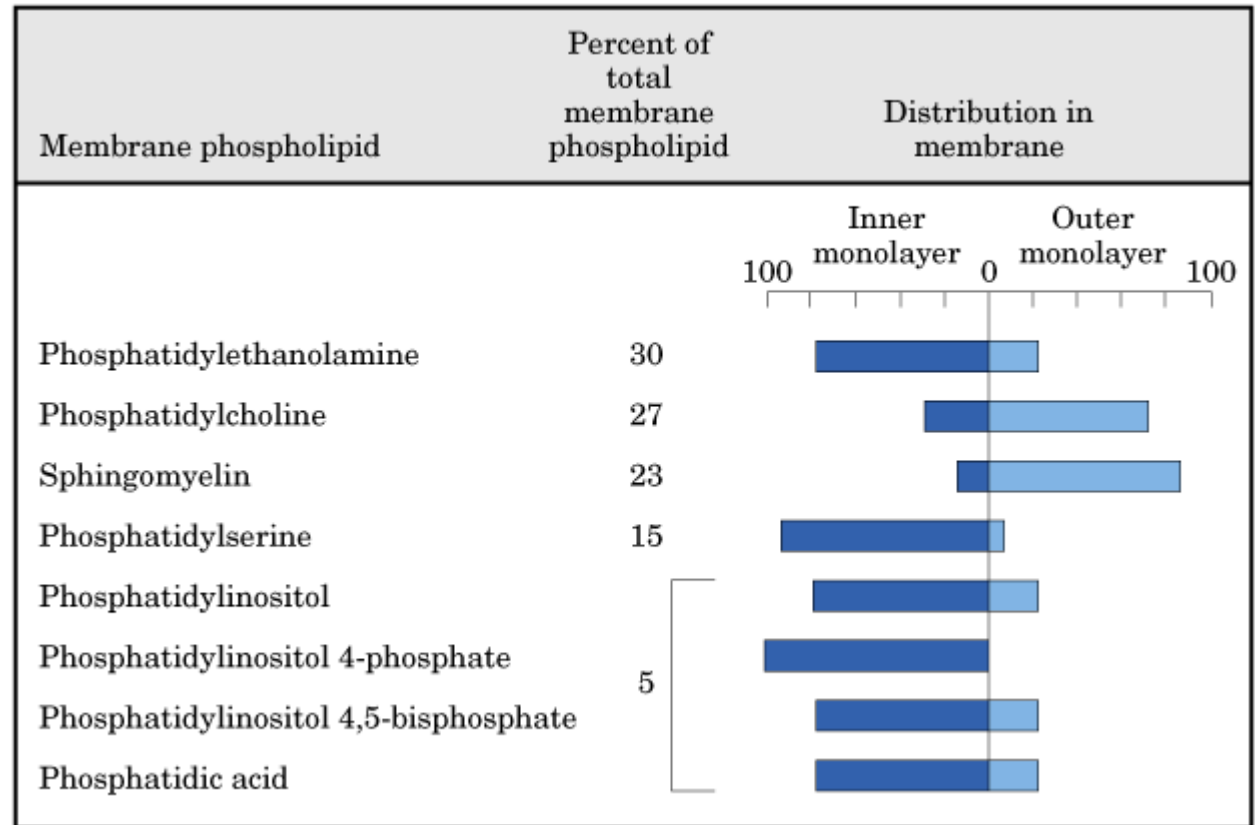 Percent of
total
membrane
phospholipid
Membrane phospholipid
Distribution in
membrane
Inner
monolayer
Outer
monolayer
100 0 100
Phosphatidylethanolamine 30
Phosphatidylcholine 27
Sphingomyelin 23
Phosphatidylserine 15
Phosphatidylinositol
Phosphatidylinositol 4-phosphate
5
Phosphatidylinositol 4,5-bisphosphate
Phosphatidic acid